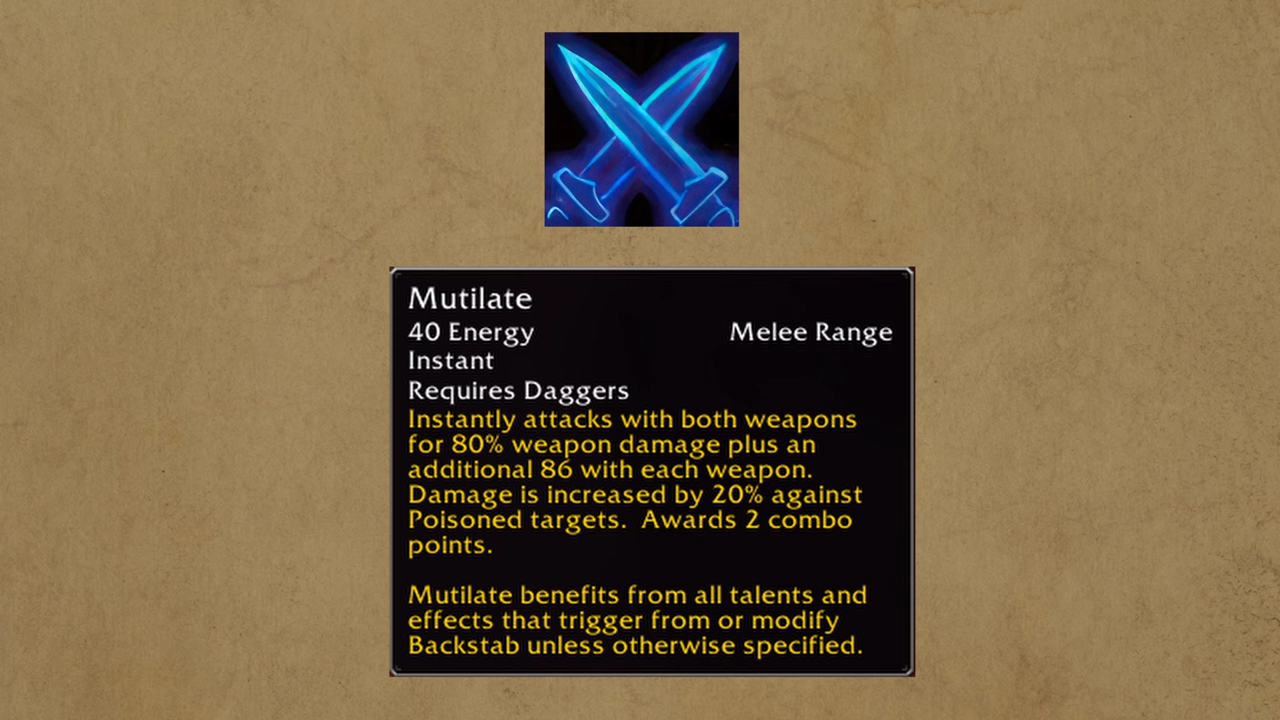 Mutilate
40 Energy Melee Range
Instant
Requires Daggers
Instantly attacks with both weapons
for 80% weapon damage plus an
additional 86 with each weapon.
Damage is increased by 20% against
Poisoned targets.  Awards 2 combo
points.
Mutilate benefits from all talents and
effects that trigger from or modify
Backstab unless otherwise specified.